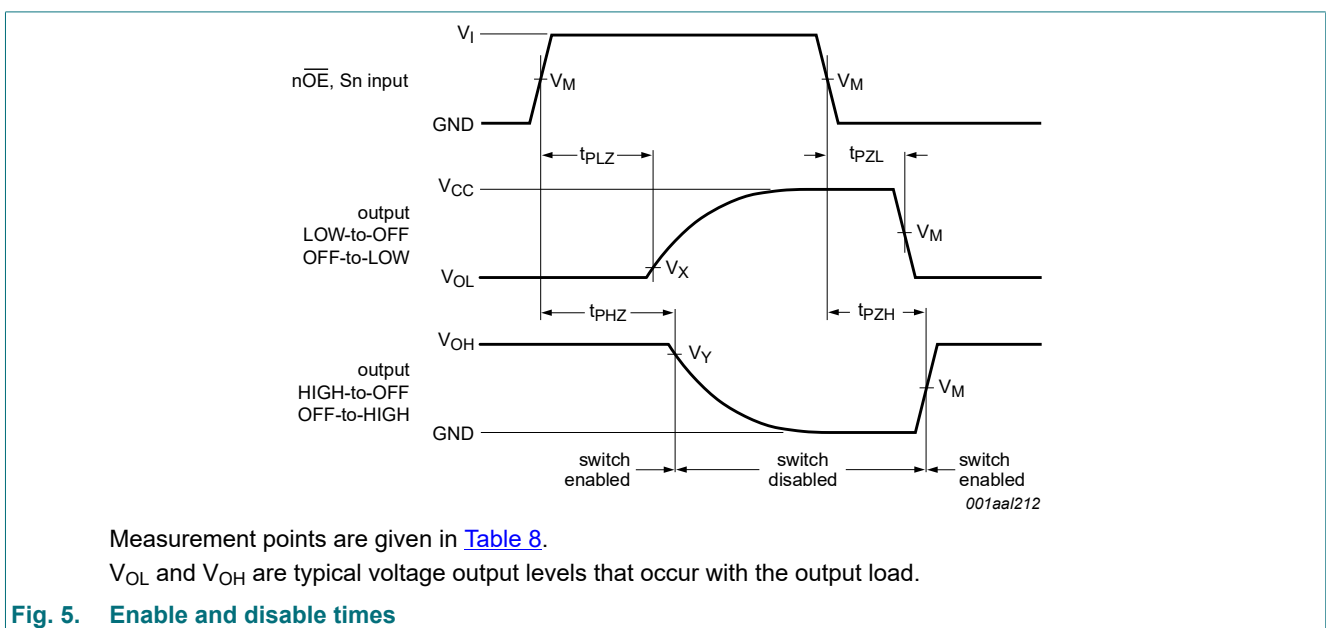 V_I
nOE̅, Sn input
V_M
V_M
GND
t_PLZ
t_PZL
V_CC
output
LOW-to-OFF
OFF-to-LOW
V_M
V_X
V_OL
t_PHZ
t_PZH
V_OH
V_Y
output
HIGH-to-OFF
OFF-to-HIGH
V_M
GND
switch
enabled
switch
disabled
switch
enabled
001aal212
Measurement points are given in Table 8.
V_OL and V_OH are typical voltage output levels that occur with the output load.
Fig. 5. Enable and disable times